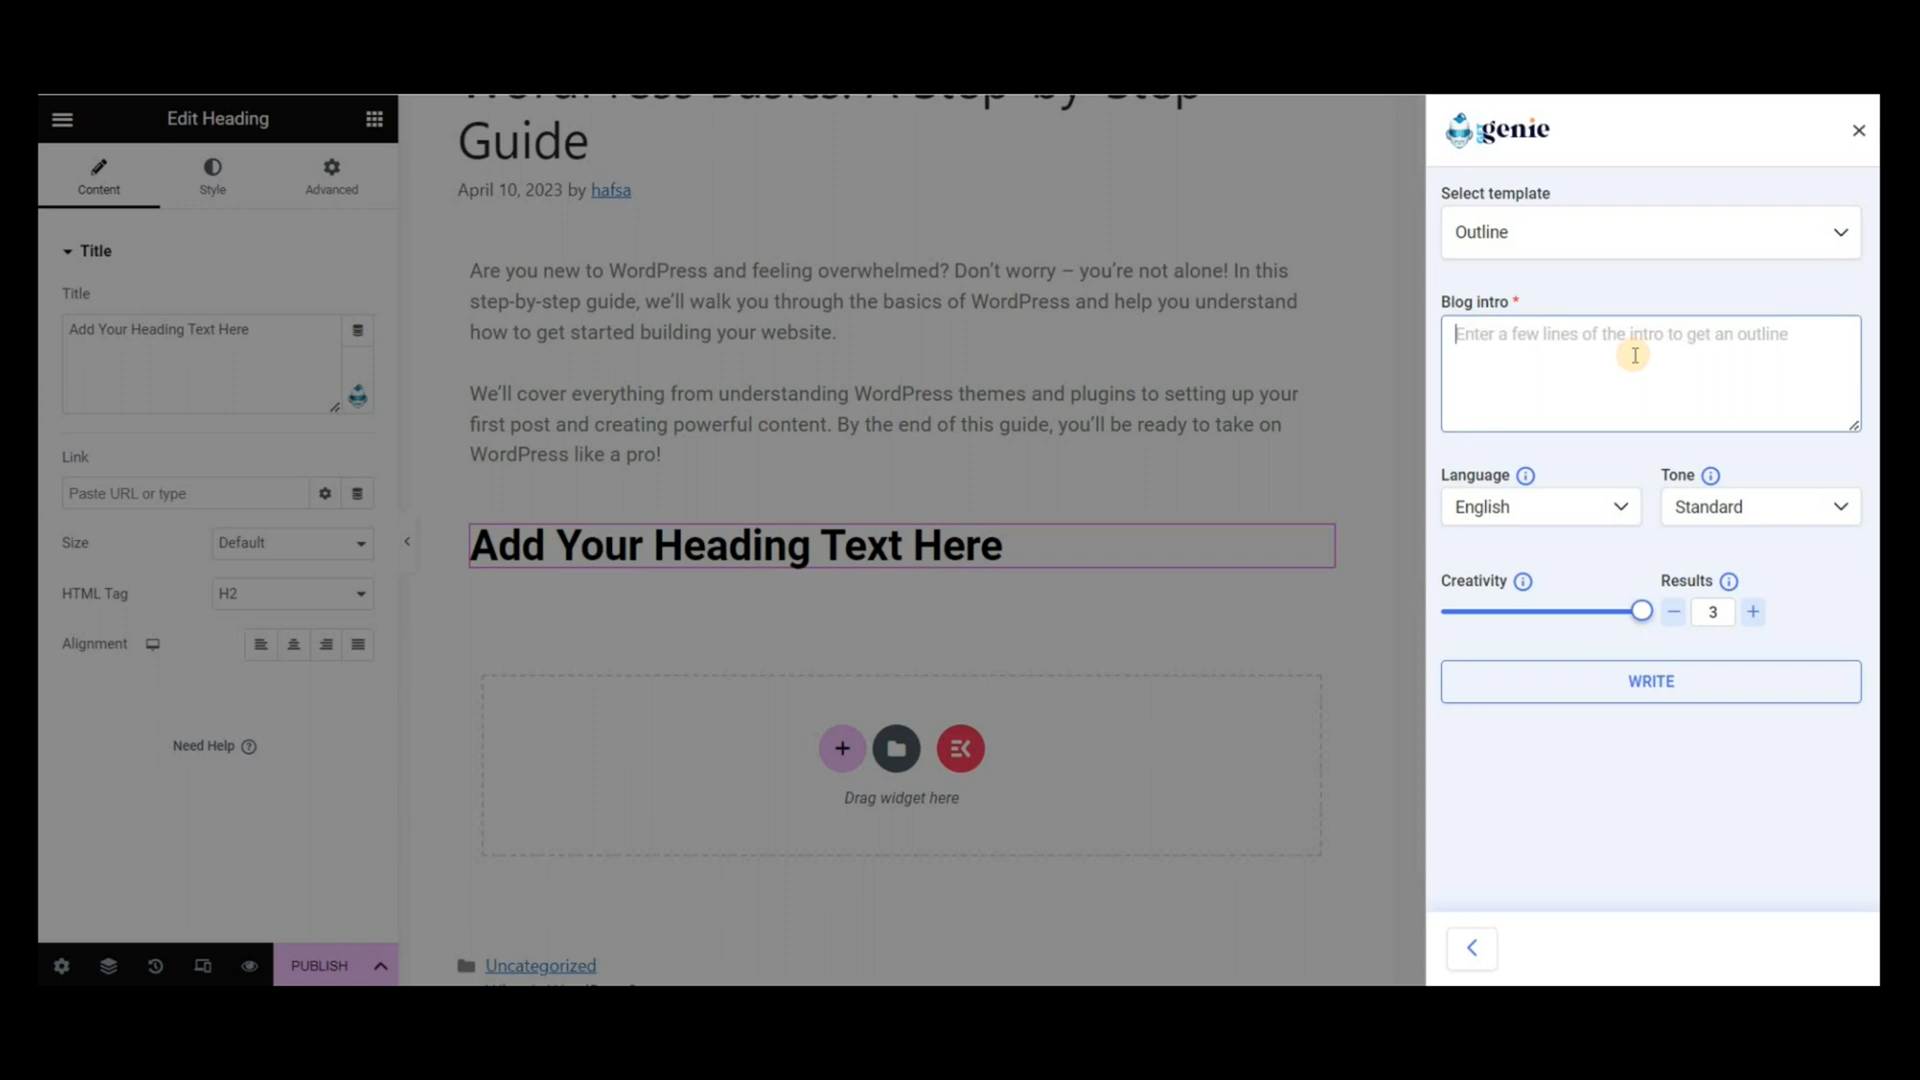 Edit Heading
Content
Style
Advanced
Title
Title
Add Your Heading Text Here
Link
Paste URL or type
Size
Default
HTML Tag
H2
Alignment
Need Help
PUBLISH
WordPress Basics: A Step-by-Step
Guide
April 10, 2023 by hafsa
Are you new to WordPress and feeling overwhelmed? Don't worry – you're not alone! In this
step-by-step guide, we'll walk you through the basics of WordPress and help you understand
how to get started building your website.
We'll cover everything from understanding WordPress themes and plugins to setting up your
first post and creating powerful content. By the end of this guide, you'll be ready to take on
WordPress like a pro!
Add Your Heading Text Here
Drag widget here
Uncategorized
genie
Select template
Outline
Blog intro *
Enter a few lines of the intro to get an outline
Language
Tone
English
Standard
Creativity
Results
3
WRITE